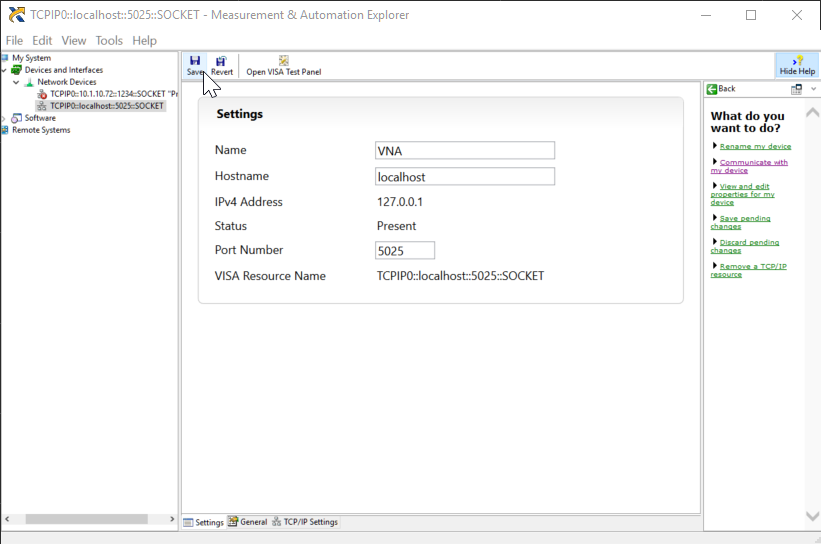 TCPIP0::localhost::5025::SOCKET - Measurement & Automation Explorer
File Edit View Tools Help
My System
Devices and Interfaces
Network Devices
TCPIP0::10.1.10.72::1234::SOCKET "Pr
TCPIP0::localhost::5025::SOCKET
Software
Remote Systems
Save Revert Open VISA Test Panel
Hide Help
Settings
Name VNA
Hostname localhost
IPv4 Address 127.0.0.1
Status Present
Port Number 5025
VISA Resource Name TCPIP0::localhost::5025::SOCKET
Settings General TCP/IP Settings
Back
What do you
want to do?
Rename my device
Communicate with
my device
View and edit
properties for my
device
Save pending
changes
Discard pending
changes
Remove a TCP/IP
resource